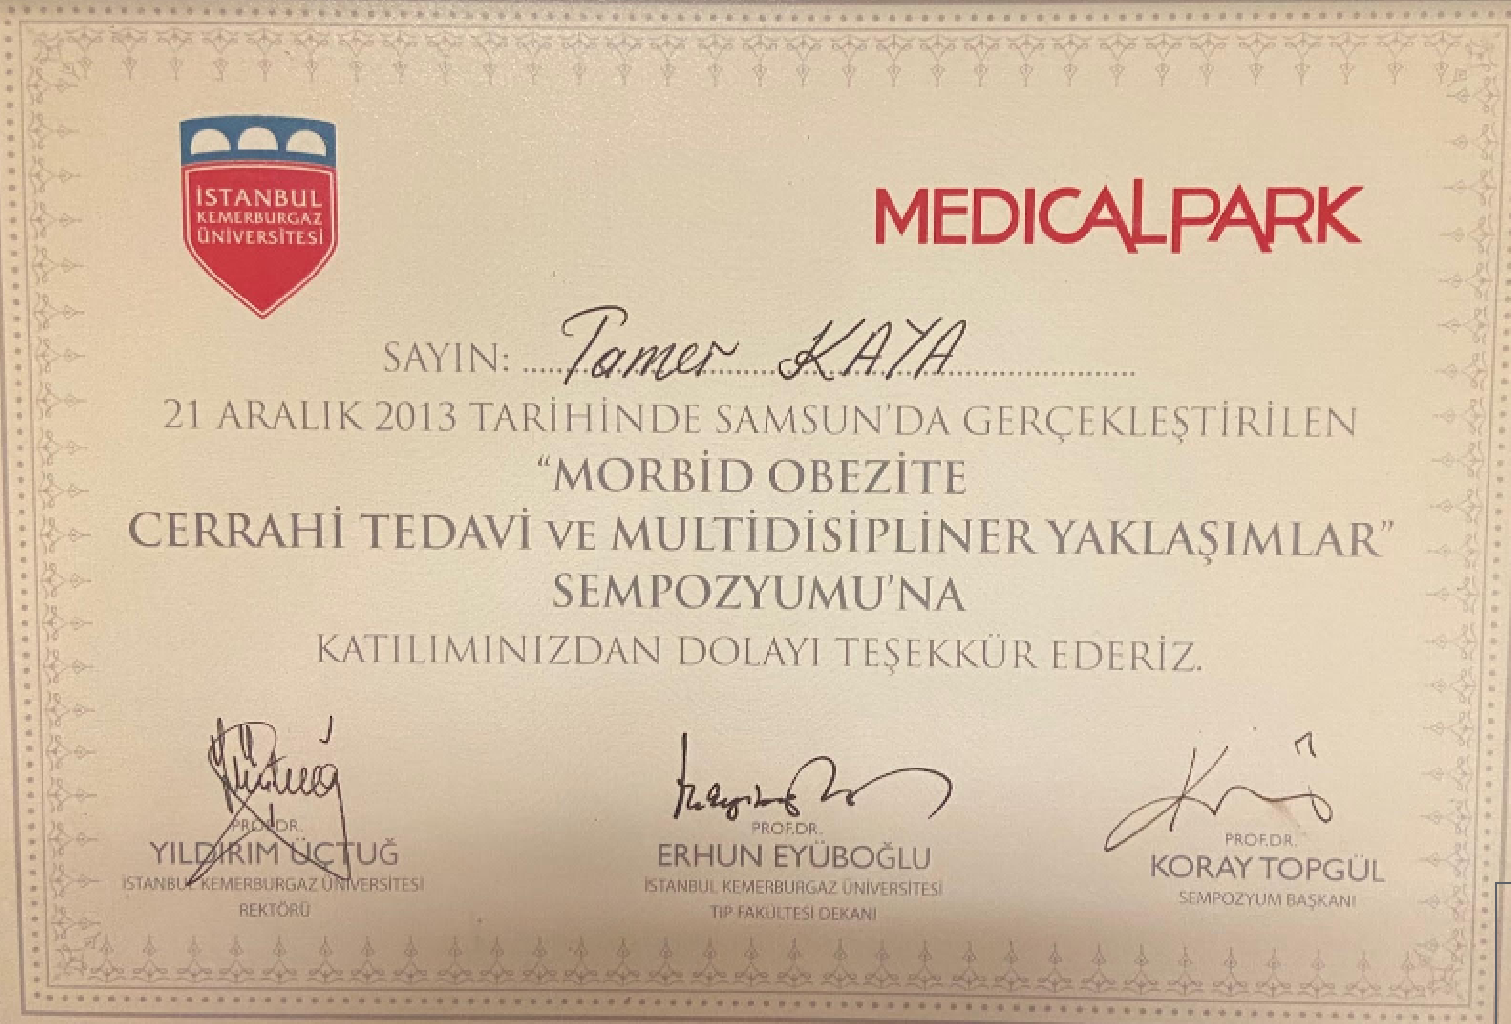 İSTANBUL
KEMERBURGAZ
ÜNİVERSİTESİ
MEDICALPARK
SAYIN: Tamer KAYA
21 ARALIK 2013 TARİHİNDE SAMSUN'DA GERÇEKLEŞTİRİLEN
“MORBİD OBEZİTE
CERRAHİ TEDAVİ VE MULTİDİSİPLİNER YAKLAŞIMLAR”
SEMPOZYUMU'NA
KATILIMINIZDAN DOLAYI TEŞEKKÜR EDERİZ.
PROF.DR.
YILDIRIM ÜÇTUĞ
İSTANBUL KEMERBURGAZ ÜNİVERSİTESİ
REKTÖRÜ
PROF.DR.
ERHUN EYÜBOĞLU
İSTANBUL KEMERBURGAZ ÜNİVERSİTESİ
TIP FAKÜLTESİ DEKANI
PROF.DR.
KORAY TOPGÜL
SEMPOZYUM BAŞKANI